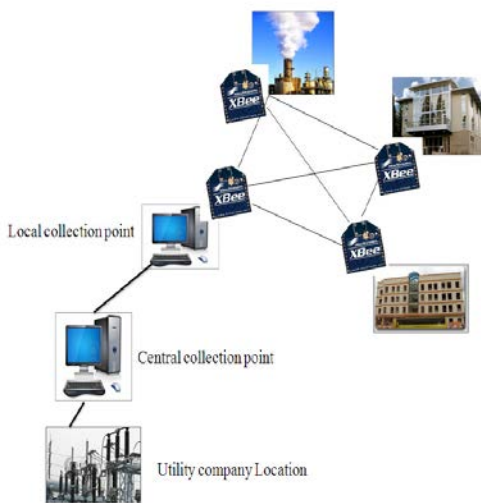 XBee
XBee
XBee
XBee
Local collection point
Central collection point
Utility company Location